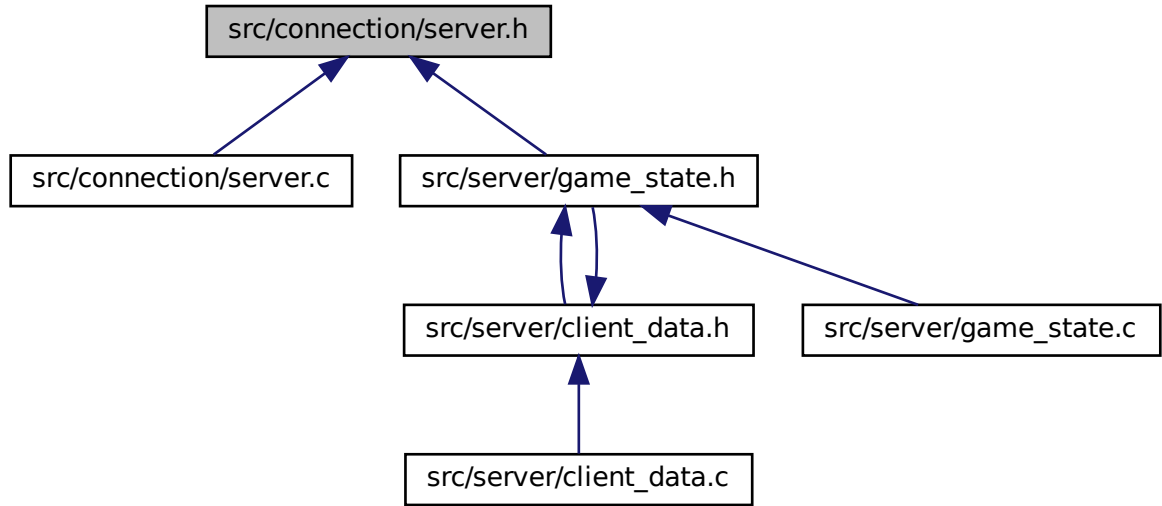 src/connection/server.h
src/connection/server.c
src/server/game_state.h
src/server/client_data.h
src/server/game_state.c
src/server/client_data.c